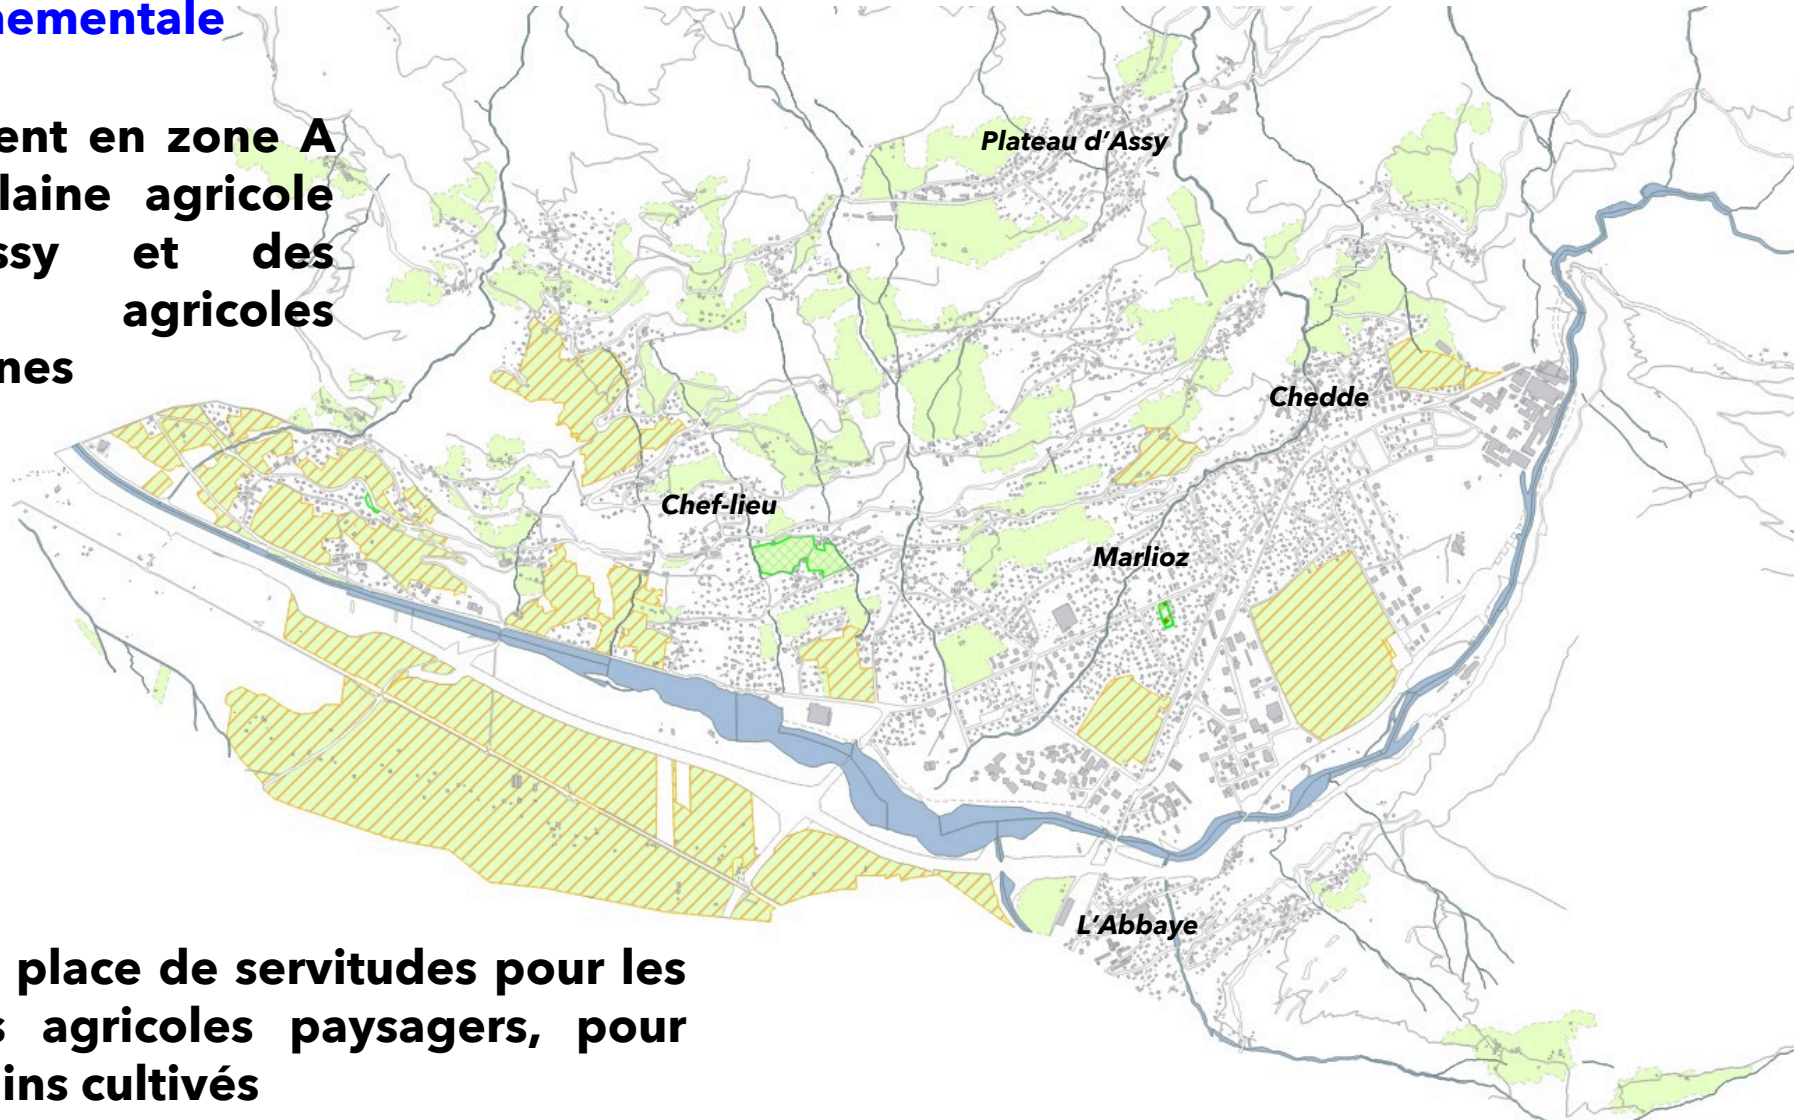 nementale
ent en zone A
laine agricole
ssy et des
agricoles
nes
Plateau d'Assy
Chedde
Chef-lieu
Marlioz
L'Abbaye
place de servitudes pour les
s agricoles paysagers, pour
ins cultivés